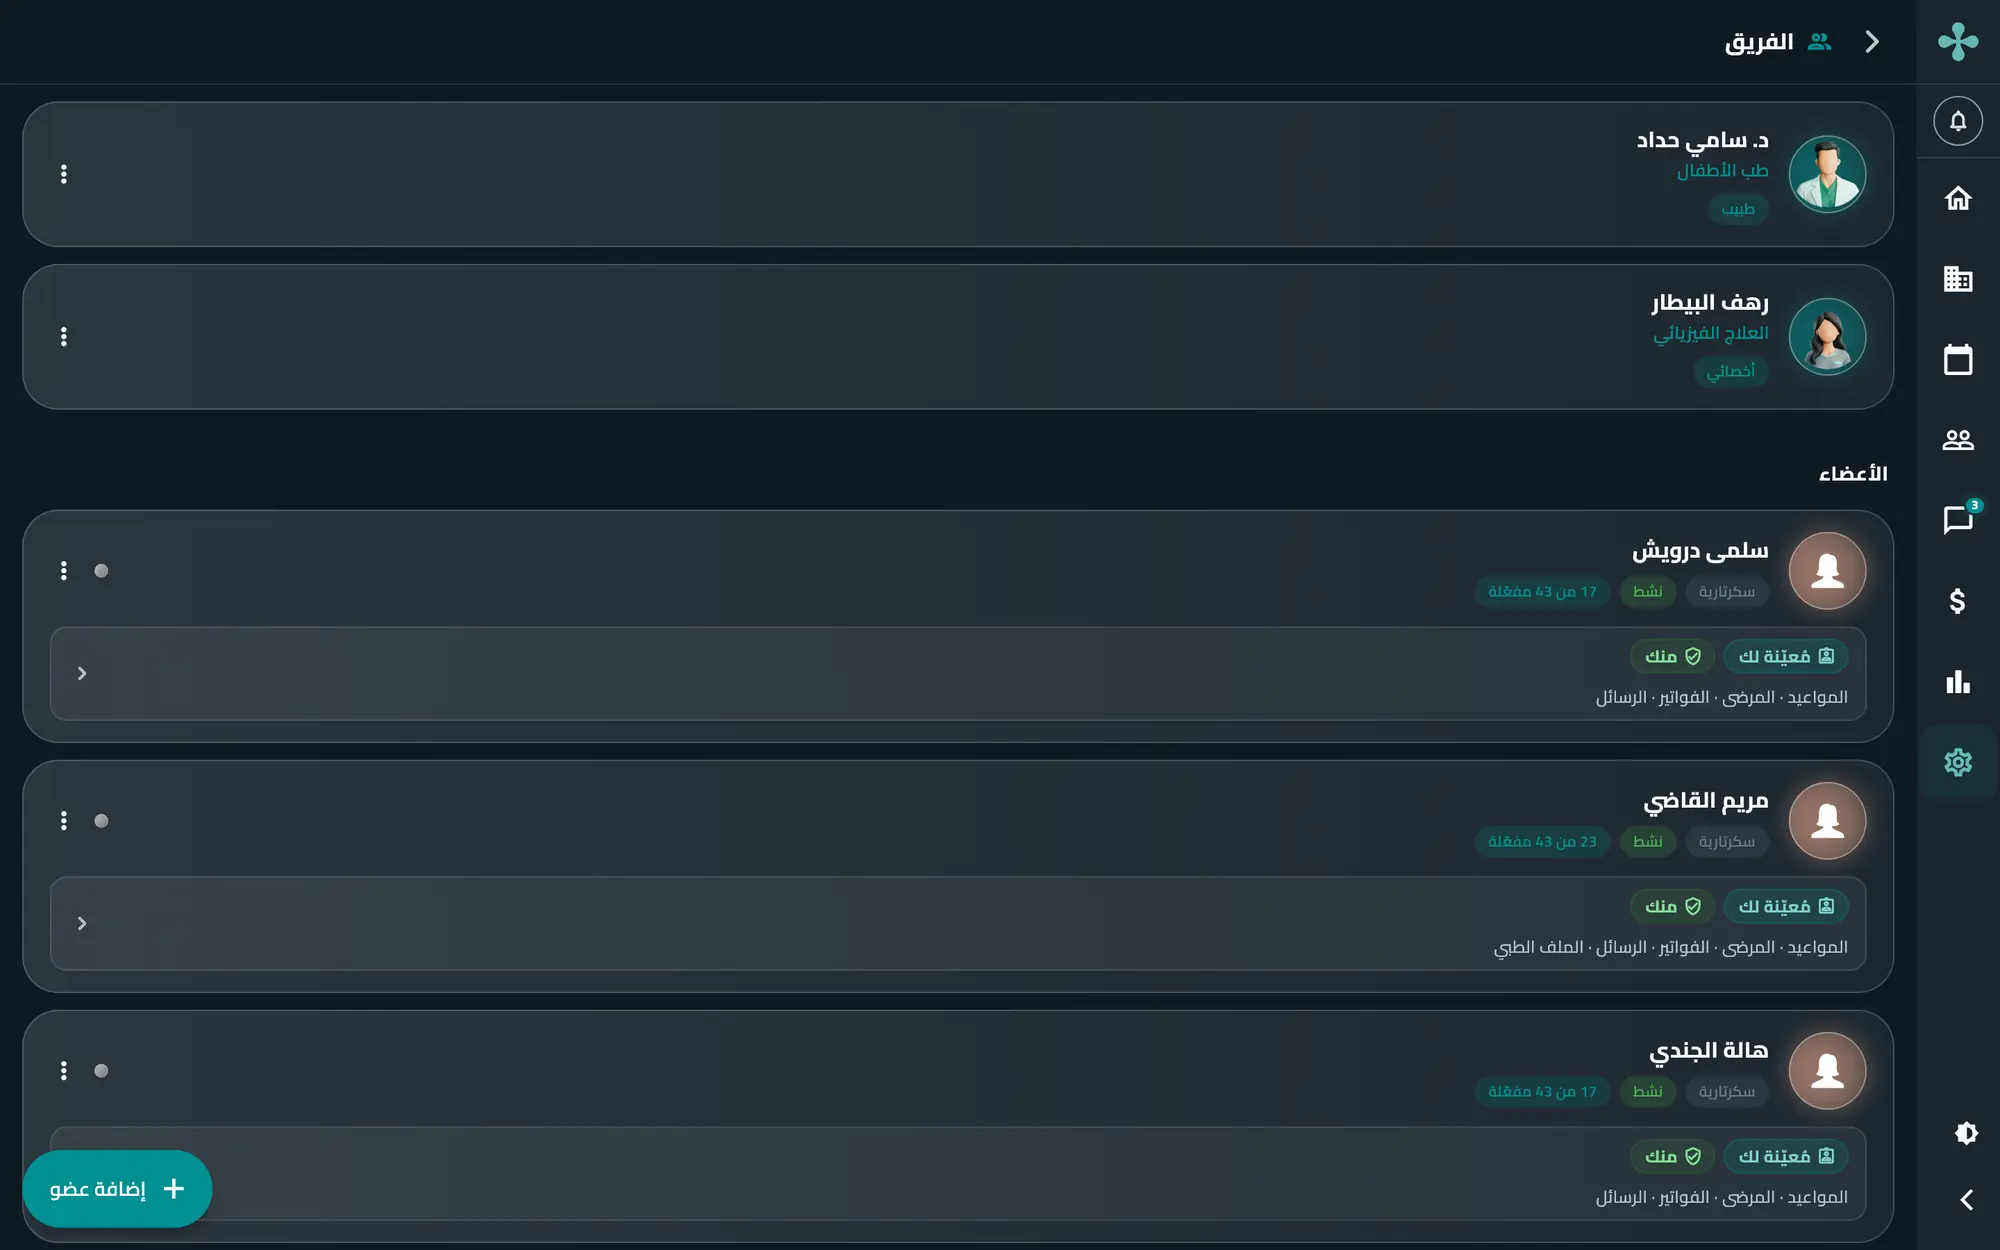 الفريق
د. سامي حداد
طب الأطفال
طبيب
رهف البيطار
العلاج الفيزيائي
أخصائي
الأعضاء
سلمى درويش
سكرتارية نشط 17 من 43 مفعّلة
مُعيّنة لك منك
المواعيد · المرضى · الفواتير · الرسائل
مريم القاضي
سكرتارية نشط 23 من 43 مفعّلة
مُعيّنة لك منك
المواعيد · المرضى · الفواتير · الرسائل · الملف الطبي
هالة الجندي
سكرتارية نشط 17 من 43 مفعّلة
مُعيّنة لك منك
المواعيد · المرضى · الفواتير · الرسائل
إضافة عضو
3